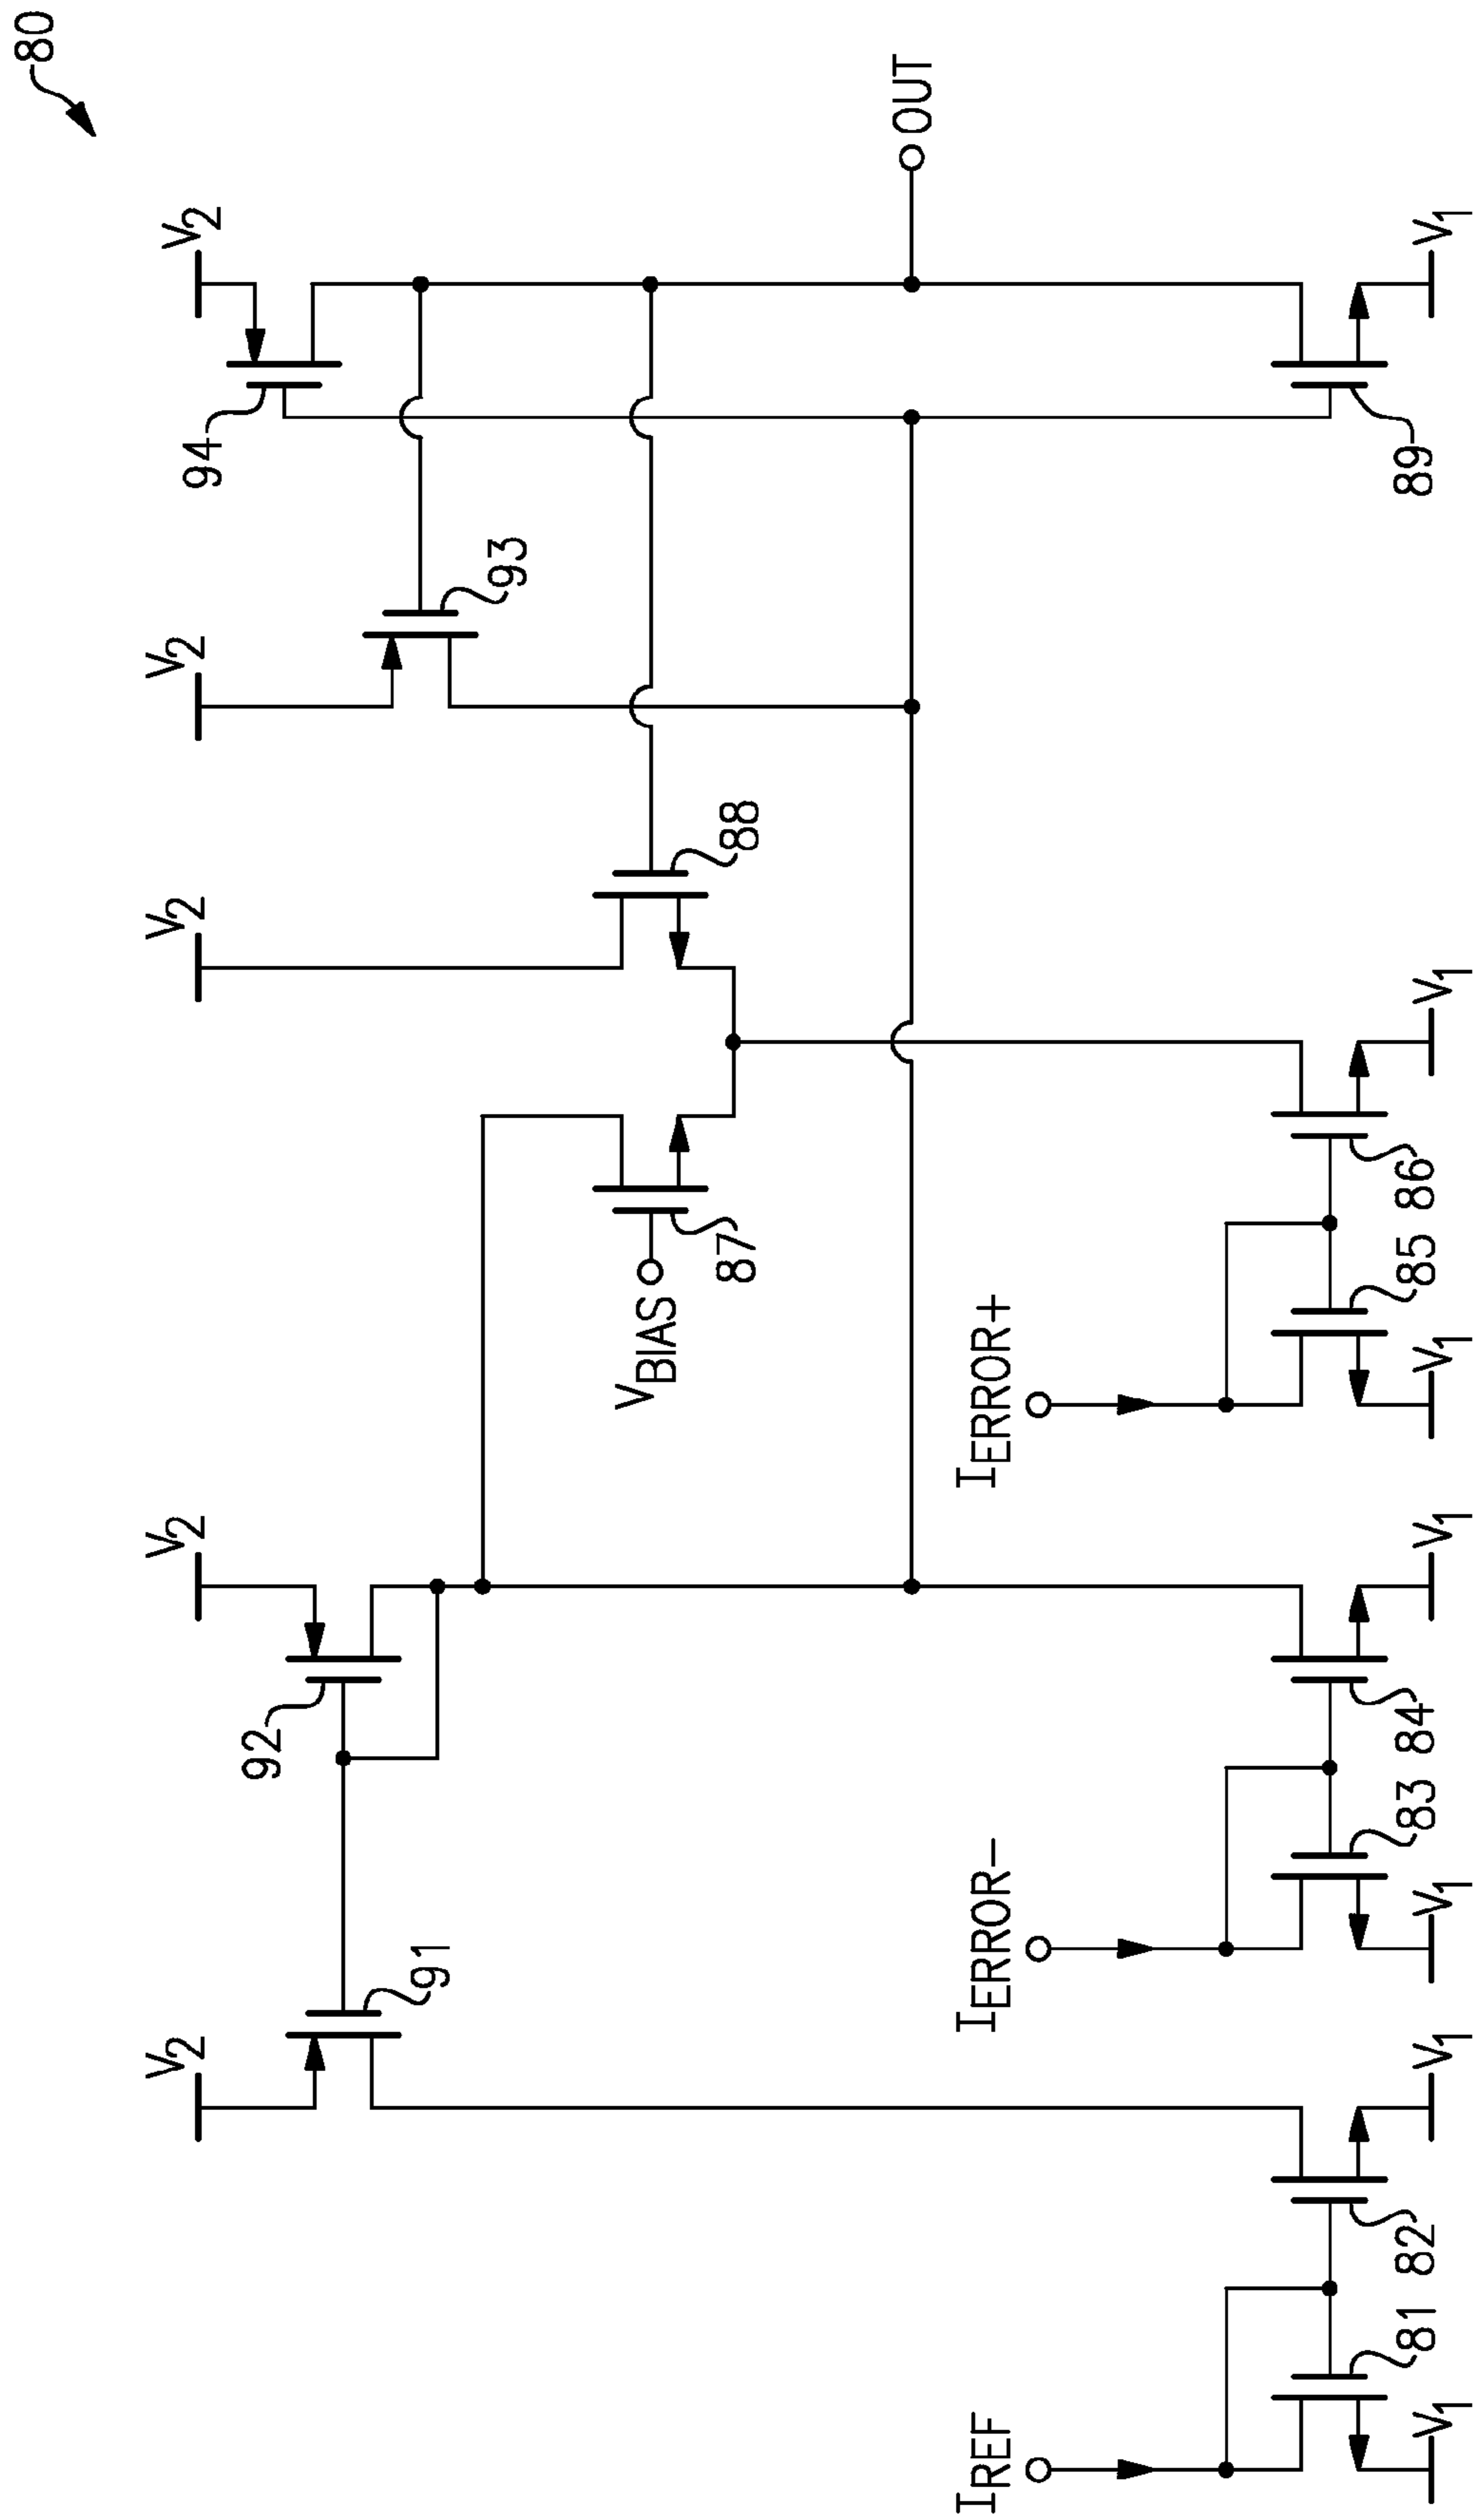 80
V2
V2
V2
V2
V2
94
93
92
91
88
87
VBIAS
OUT
IREF
IERROR-
IERROR+
81
82
83
84
85
86
89
V1
V1
V1
V1
V1
V1
V1